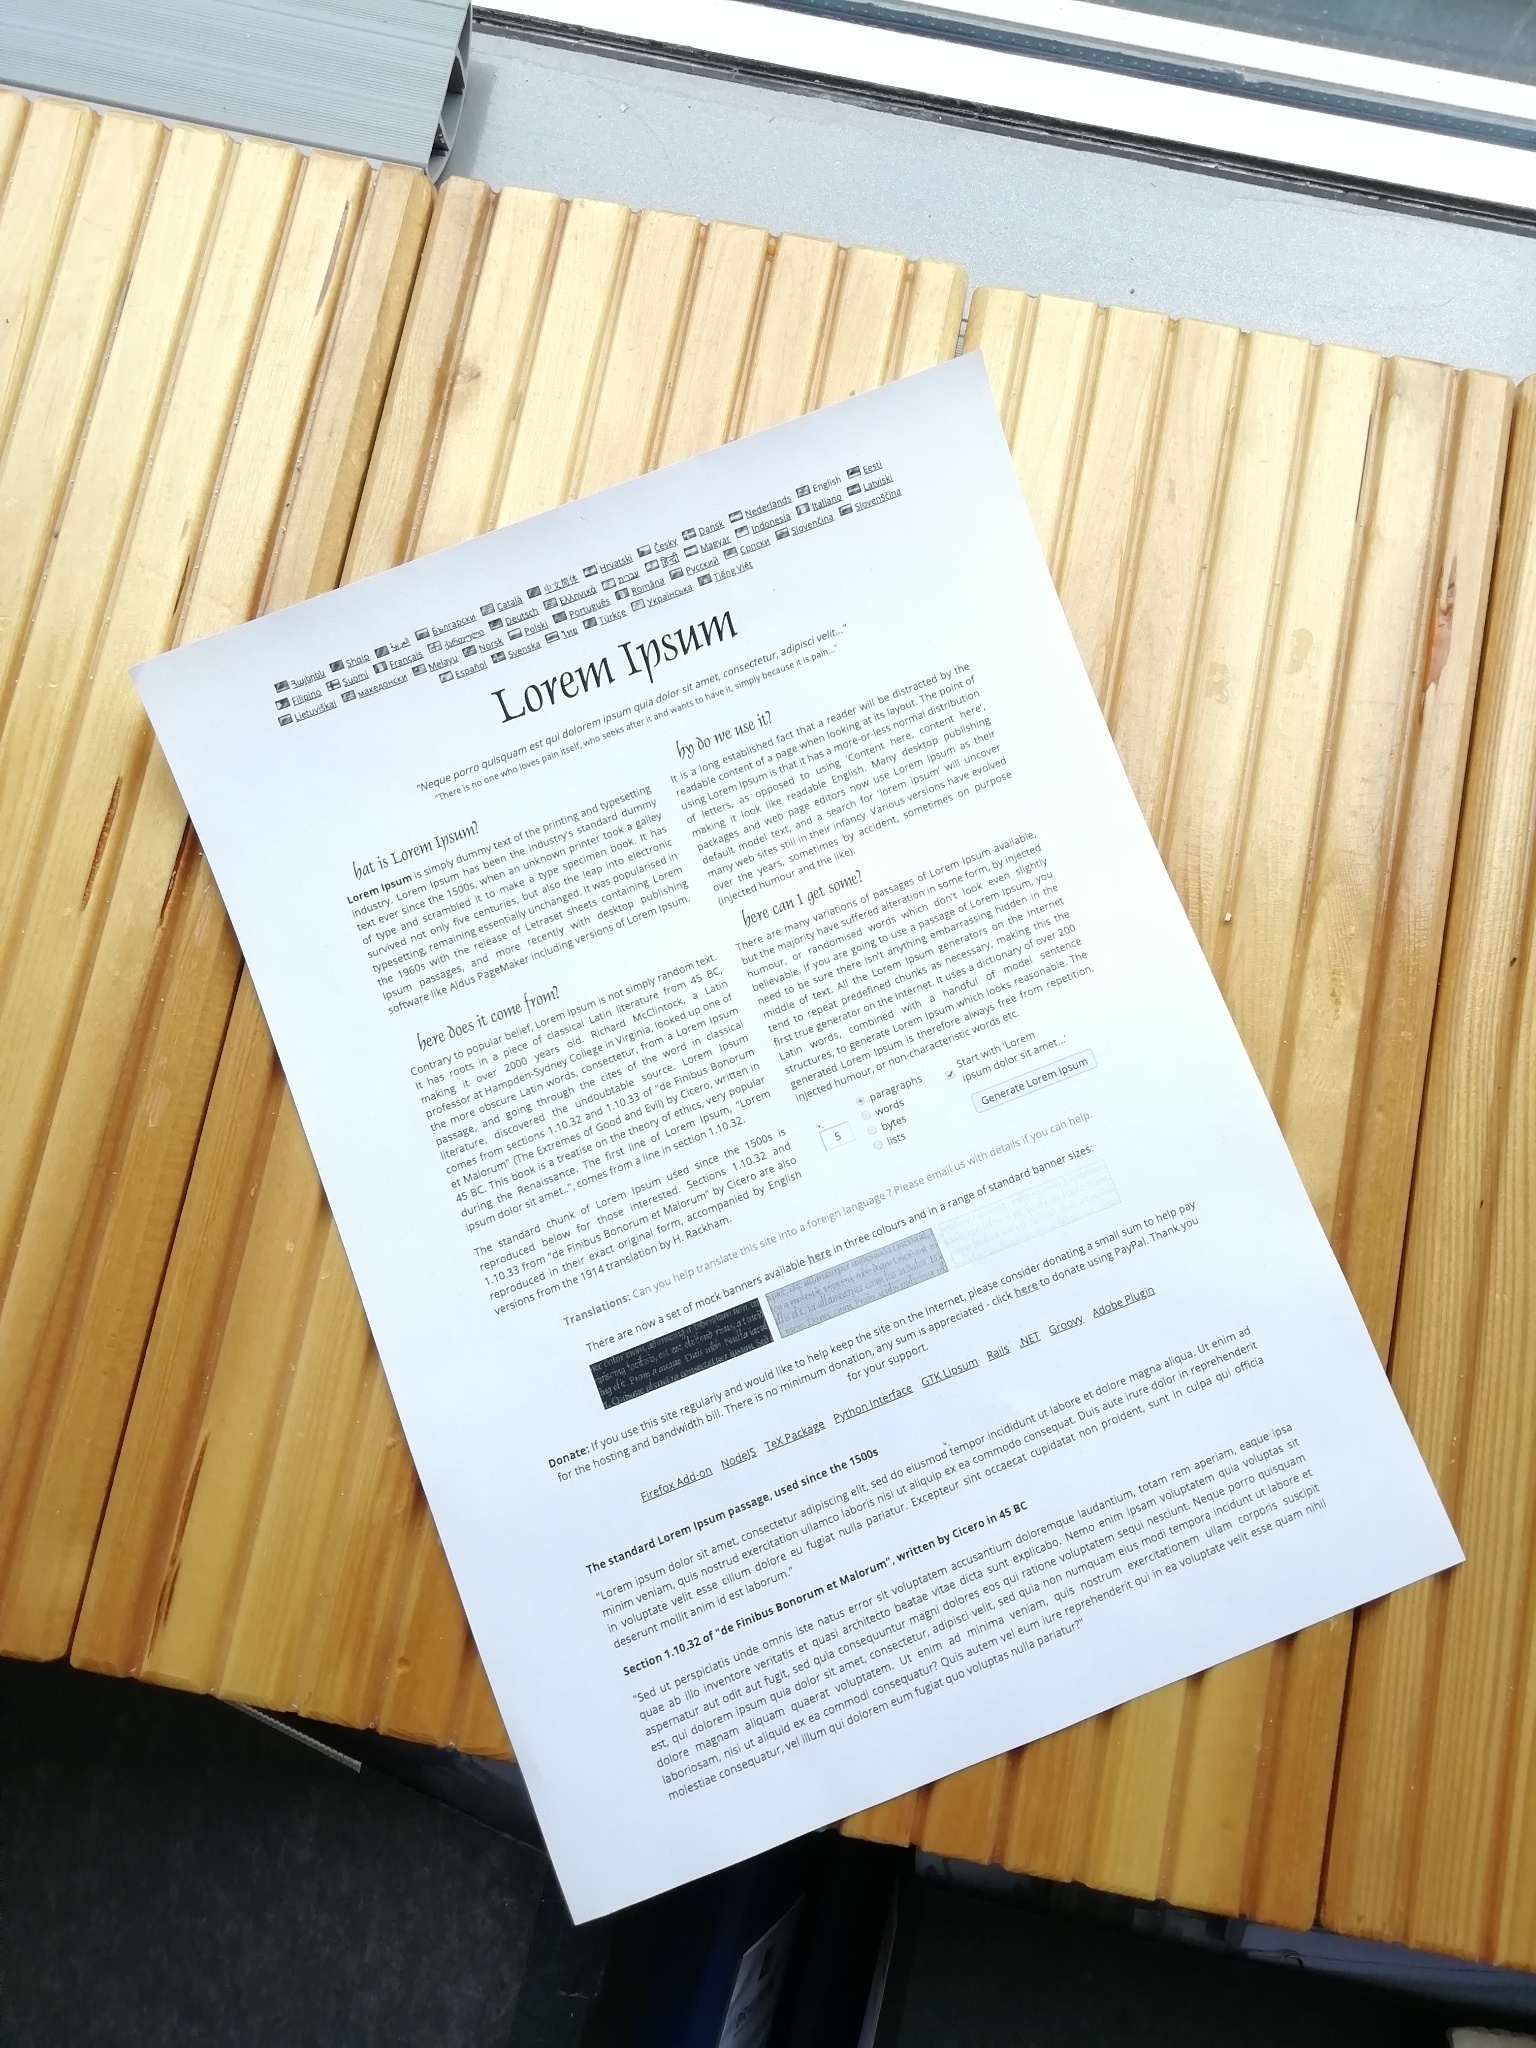 Հայերեն Shqip العربية Български Català 中文简体 Hrvatski Česky Dansk Nederlands English Eesti
Filipino Suomi Français ქართული Deutsch Ελληνικά עברית हिन्दी Magyar Indonesia Italiano Latviski
Lietuviškai македонски Melayu Norsk Polski Português Româna Русский Српски Slovenčina Slovenščina
Español Svenska ไทย Türkçe Українська Tiếng Việt
Lorem Ipsum
"Neque porro quisquam est qui dolorem ipsum quia dolor sit amet, consectetur, adipisci velit..."
"There is no one who loves pain itself, who seeks after it and wants to have it, simply because it is pain..."
hat is Lorem Ipsum?
Lorem Ipsum is simply dummy text of the printing and typesetting
industry. Lorem Ipsum has been the industry's standard dummy
text ever since the 1500s, when an unknown printer took a galley
of type and scrambled it to make a type specimen book. It has
survived not only five centuries, but also the leap into electronic
typesetting, remaining essentially unchanged. It was popularised in
the 1960s with the release of Letraset sheets containing Lorem
Ipsum passages, and more recently with desktop publishing
software like Aldus PageMaker including versions of Lorem Ipsum.
here does it come from?
Contrary to popular belief, Lorem Ipsum is not simply random text.
It has roots in a piece of classical Latin literature from 45 BC,
making it over 2000 years old. Richard McClintock, a Latin
professor at Hampden-Sydney College in Virginia, looked up one of
the more obscure Latin words, consectetur, from a Lorem Ipsum
passage, and going through the cites of the word in classical
literature, discovered the undoubtable source. Lorem Ipsum
comes from sections 1.10.32 and 1.10.33 of "de Finibus Bonorum
et Malorum" (The Extremes of Good and Evil) by Cicero, written in
45 BC. This book is a treatise on the theory of ethics, very popular
during the Renaissance. The first line of Lorem Ipsum, "Lorem
ipsum dolor sit amet..", comes from a line in section 1.10.32.
The standard chunk of Lorem Ipsum used since the 1500s is
reproduced below for those interested. Sections 1.10.32 and
1.10.33 from "de Finibus Bonorum et Malorum" by Cicero are also
reproduced in their exact original form, accompanied by English
versions from the 1914 translation by H. Rackham.
hy do we use it?
It is a long established fact that a reader will be distracted by the
readable content of a page when looking at its layout. The point of
using Lorem Ipsum is that it has a more-or-less normal distribution
of letters, as opposed to using 'Content here, content here',
making it look like readable English. Many desktop publishing
packages and web page editors now use Lorem Ipsum as their
default model text, and a search for 'lorem ipsum' will uncover
many web sites still in their infancy. Various versions have evolved
over the years, sometimes by accident, sometimes on purpose
(injected humour and the like).
here can I get some?
There are many variations of passages of Lorem Ipsum available,
but the majority have suffered alteration in some form, by injected
humour, or randomised words which don't look even slightly
believable. If you are going to use a passage of Lorem Ipsum, you
need to be sure there isn't anything embarrassing hidden in the
middle of text. All the Lorem Ipsum generators on the Internet
tend to repeat predefined chunks as necessary, making this the
first true generator on the Internet. It uses a dictionary of over 200
Latin words, combined with a handful of model sentence
structures, to generate Lorem Ipsum which looks reasonable. The
generated Lorem Ipsum is therefore always free from repetition,
injected humour, or non-characteristic words etc.
5
paragraphs
words
bytes
lists
Start with 'Lorem
ipsum dolor sit amet...'
Generate Lorem Ipsum
Translations: Can you help translate this site into a foreign language ? Please email us with details if you can help.
There are now a set of mock banners available here in three colours and in a range of standard banner sizes:
Donate: If you use this site regularly and would like to help keep the site on the Internet, please consider donating a small sum to help pay
for the hosting and bandwidth bill. There is no minimum donation, any sum is appreciated - click here to donate using PayPal. Thank you
for your support.
Firefox Add-on NodeJS TeX Package Python Interface GTK Lipsum Rails .NET Groovy Adobe Plugin
The standard Lorem Ipsum passage, used since the 1500s
"Lorem ipsum dolor sit amet, consectetur adipiscing elit, sed do eiusmod tempor incididunt ut labore et dolore magna aliqua. Ut enim ad
minim veniam, quis nostrud exercitation ullamco laboris nisi ut aliquip ex ea commodo consequat. Duis aute irure dolor in reprehenderit
in voluptate velit esse cillum dolore eu fugiat nulla pariatur. Excepteur sint occaecat cupidatat non proident, sunt in culpa qui officia
deserunt mollit anim id est laborum."
Section 1.10.32 of "de Finibus Bonorum et Malorum", written by Cicero in 45 BC
"Sed ut perspiciatis unde omnis iste natus error sit voluptatem accusantium doloremque laudantium, totam rem aperiam, eaque ipsa
quae ab illo inventore veritatis et quasi architecto beatae vitae dicta sunt explicabo. Nemo enim ipsam voluptatem quia voluptas sit
aspernatur aut odit aut fugit, sed quia consequuntur magni dolores eos qui ratione voluptatem sequi nesciunt. Neque porro quisquam
est, qui dolorem ipsum quia dolor sit amet, consectetur, adipisci velit, sed quia non numquam eius modi tempora incidunt ut labore et
dolore magnam aliquam quaerat voluptatem. Ut enim ad minima veniam, quis nostrum exercitationem ullam corporis suscipit
laboriosam, nisi ut aliquid ex ea commodi consequatur? Quis autem vel eum iure reprehenderit qui in ea voluptate velit esse quam nihil
molestiae consequatur, vel illum qui dolorem eum fugiat quo voluptas nulla pariatur?"